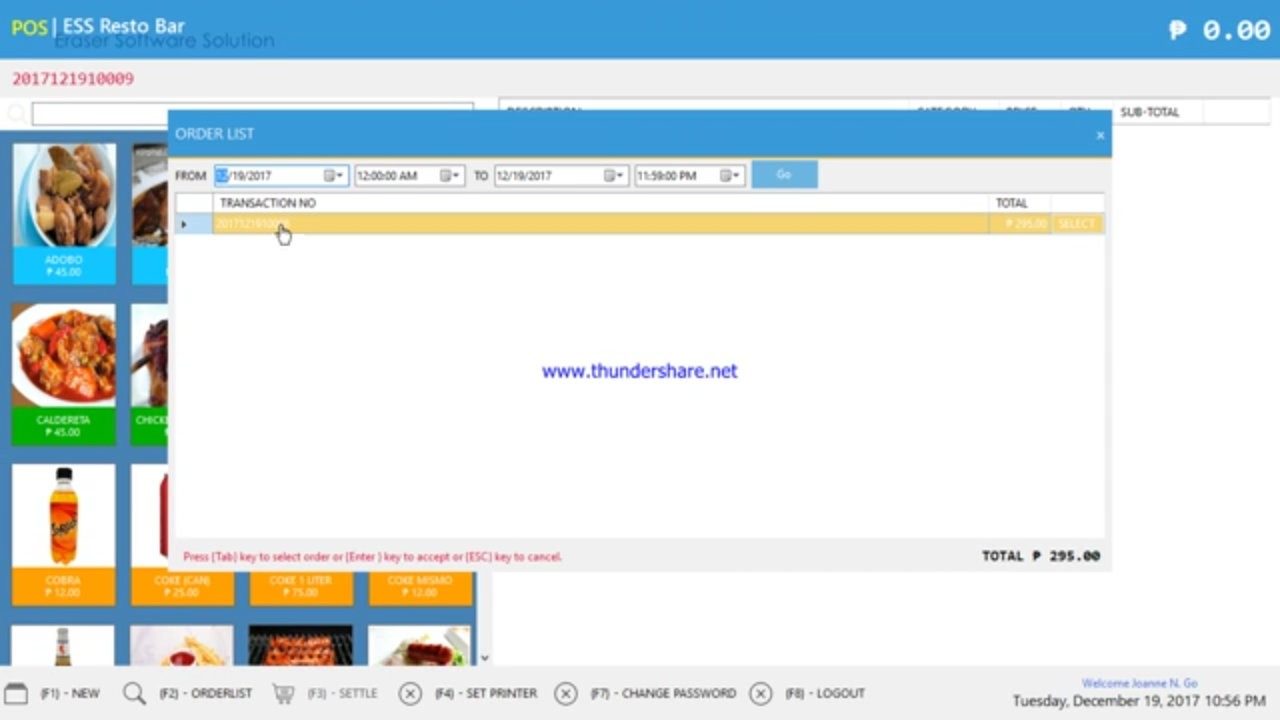 POS | ESS Resto Bar
Eraser Software Solution
₱ 0.00
2017121910009
DESCRIPTION CATEGORY PRICE QTY SUB-TOTAL
ORDER LIST
×
FROM 12/19/2017 12:00:00 AM TO 12/19/2017 11:59:00 PM Go
TRANSACTION NO TOTAL
₱ 295.00 SELECT
ADOBO
₱ 45.00
CALDERETA
₱ 45.00
www.thundershare.net
Press [Tab] key to select order or [Enter ] key to accept or [ESC] key to cancel.
TOTAL ₱ 295.00
COBRA
₱ 12.00
COKE (CAN)
₱ 25.00
COKE 1 LITER
₱ 75.00
COKE MISMO
₱ 12.00
(F1) - NEW (F2) - ORDERLIST (F3) - SETTLE (F4) - SET PRINTER (F7) - CHANGE PASSWORD (F8) - LOGOUT
Welcome Joanne N. Go
Tuesday, December 19, 2017 10:56 PM